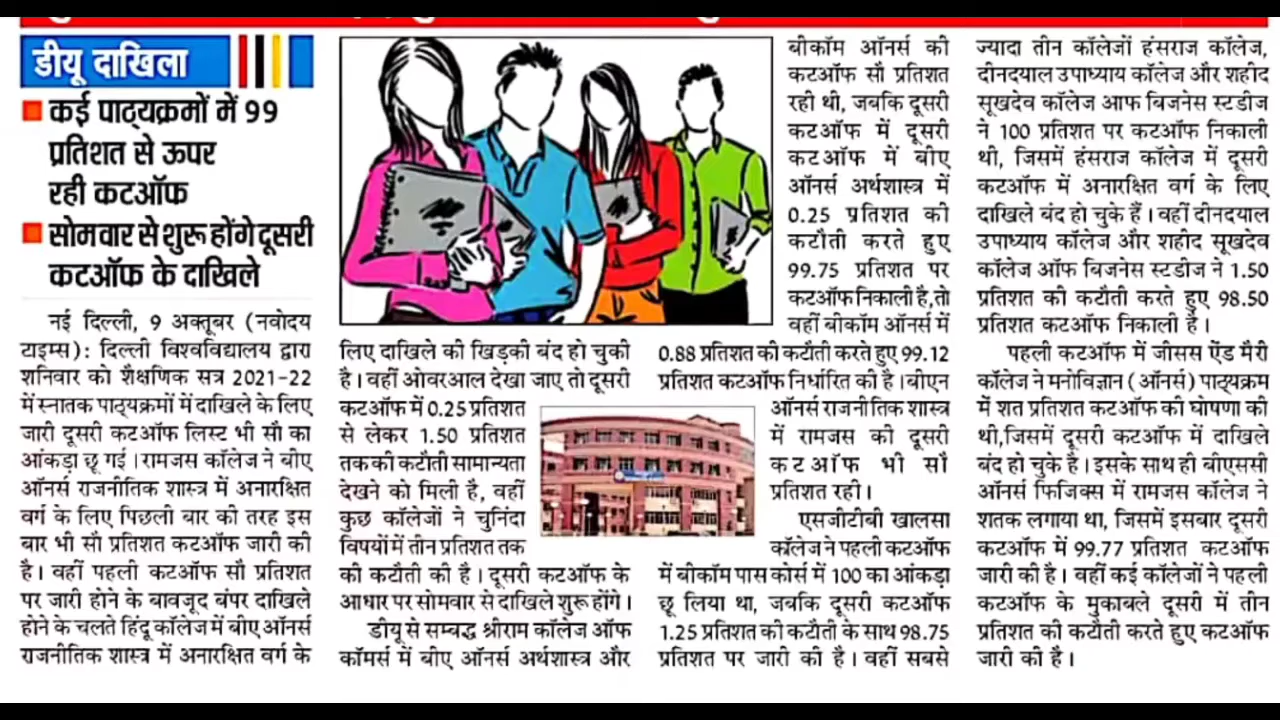 डीयू दाखिला
कई पाठ्यक्रमों में 99
प्रतिशत से ऊपर
रही कटऑफ
सोमवार से शुरू होंगे दूसरी
कटऑफ के दाखिले
नई दिल्ली, 9 अक्तूबर (नवोदय
टाइम्स): दिल्ली विश्वविद्यालय द्वारा
शनिवार को शैक्षणिक सत्र 2021-22
में स्नातक पाठ्यक्रमों में दाखिले के लिए
जारी दूसरी कटऑफ लिस्ट भी सौ का
आंकड़ा छू गई। रामजस कॉलेज ने बीए
ऑनर्स राजनीतिक शास्त्र में अनारक्षित
वर्ग के लिए पिछली बार की तरह इस
बार भी सौ प्रतिशत कटऑफ जारी की
है। वहीं पहली कटऑफ सौ प्रतिशत
पर जारी होने के बावजूद बंपर दाखिले
होने के चलते हिंदू कॉलेज में बीए ऑनर्स
राजनीतिक शास्त्र में अनारक्षित वर्ग के
लिए दाखिले की खिड़की बंद हो चुकी
है। वहीं ओवरआल देखा जाए तो दूसरी
कटऑफ में 0.25 प्रतिशत
से लेकर 1.50 प्रतिशत
तक की कटौती सामान्यता
देखने को मिली है, वहीं
कुछ कॉलेजों ने चुनिंदा
विषयों में तीन प्रतिशत तक
की कटौती की है। दूसरी कटऑफ के
आधार पर सोमवार से दाखिले शुरू होंगे।
डीयू से सम्बद्ध श्रीराम कॉलेज ऑफ
कॉमर्स में बीए ऑनर्स अर्थशास्त्र और
बीकॉम ऑनर्स की
कटऑफ सौ प्रतिशत
रही थी, जबकि दूसरी
कटऑफ में दूसरी
कटऑफ में बीए
ऑनर्स अर्थशास्त्र में
0.25 प्रतिशत की
कटौती करते हुए
99.75 प्रतिशत पर
कटऑफ निकाली है, तो
वहीं बीकॉम ऑनर्स में
0.88 प्रतिशत की कटौती करते हुए 99.12
प्रतिशत कटऑफ निर्धारित की है। बीएन
ऑनर्स राजनीतिक शास्त्र
में रामजस की दूसरी
कटऑफ भी सौ
प्रतिशत रही।
एसजीटीबी खालसा
कॉलेज ने पहली कटऑफ
में बीकॉम पास कोर्स में 100 का आंकड़ा
छू लिया था, जबकि दूसरी कटऑफ
1.25 प्रतिशत की कटौती के साथ 98.75
प्रतिशत पर जारी की है। वहीं सबसे
ज्यादा तीन कॉलेजों हंसराज कॉलेज,
दीनदयाल उपाध्याय कॉलेज और शहीद
सूखदेव कॉलेज आफ बिजनेस स्टडीज
ने 100 प्रतिशत पर कटऑफ निकाली
थी, जिसमें हंसराज कॉलेज में दूसरी
कटऑफ में अनारक्षित वर्ग के लिए
दाखिले बंद हो चुके हैं। वहीं दीनदयाल
उपाध्याय कॉलेज और शहीद सूखदेव
कॉलेज ऑफ बिजनेस स्टडीज ने 1.50
प्रतिशत की कटौती करते हुए 98.50
प्रतिशत कटऑफ निकाली है।
पहली कटऑफ में जीसस ऐंड मैरी
कॉलेज ने मनोविज्ञान (ऑनर्स) पाठ्यक्रम
में शत प्रतिशत कटऑफ की घोषणा की
थी, जिसमें दूसरी कटऑफ में दाखिले
बंद हो चुके है। इसके साथ ही बीएससी
ऑनर्स फिजिक्स में रामजस कॉलेज ने
शतक लगाया था, जिसमें इसबार दूसरी
कटऑफ में 99.77 प्रतिशत कटऑफ
जारी की है। वहीं कई कॉलेजों ने पहली
कटऑफ के मुकाबले दूसरी में तीन
प्रतिशत की कटौती करते हुए कटऑफ
जारी की है।